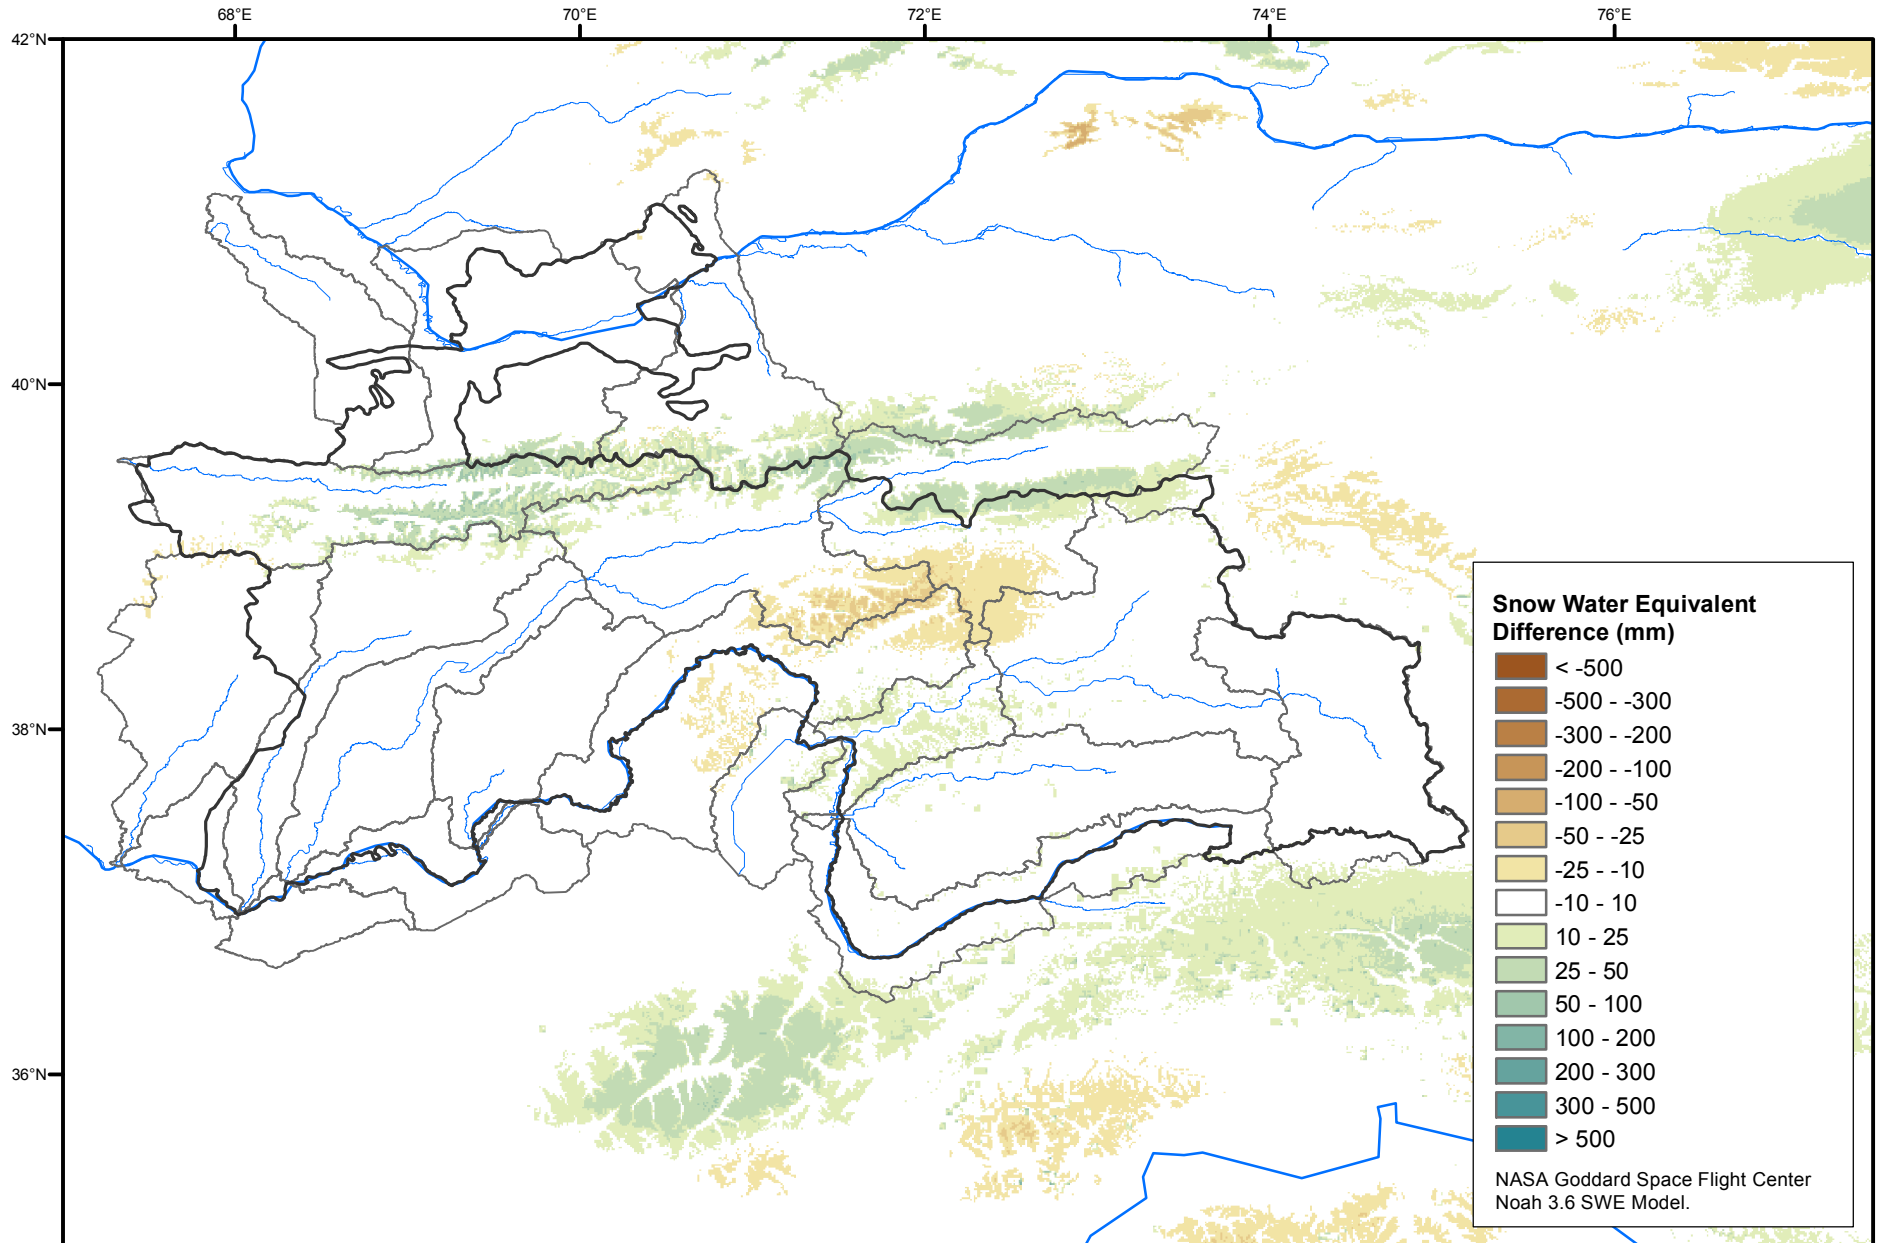 68°E
70°E
72°E
74°E
76°E
42°N
40°N
38°N
36°N
Snow Water Equivalent
Difference (mm)
< -500
-500 - -300
-300 - -200
-200 - -100
-100 - -50
-50 - -25
-25 - -10
-10 - 10
10 - 25
25 - 50
50 - 100
100 - 200
200 - 300
300 - 500
> 500
NASA Goddard Space Flight Center
Noah 3.6 SWE Model.